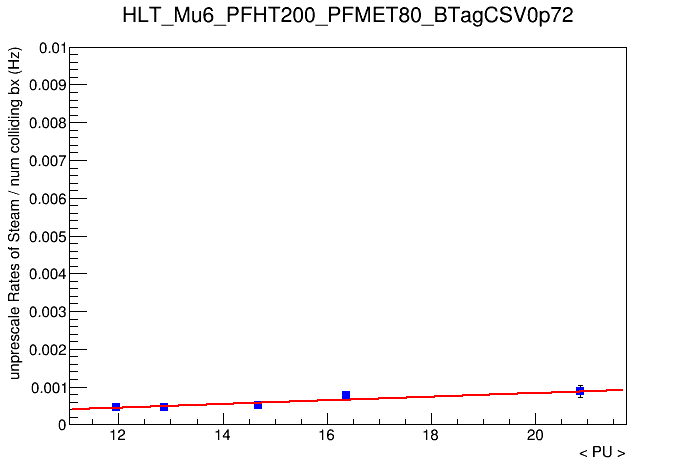 HLT_Mu6_PFHT200_PFMET80_BTagCSV0p72
unprescale Rates of Steam / num colliding bx (Hz)
0.01
0.009
0.008
0.007
0.006
0.005
0.004
0.003
0.002
0.001
0
12 14 16 18 20
< PU >